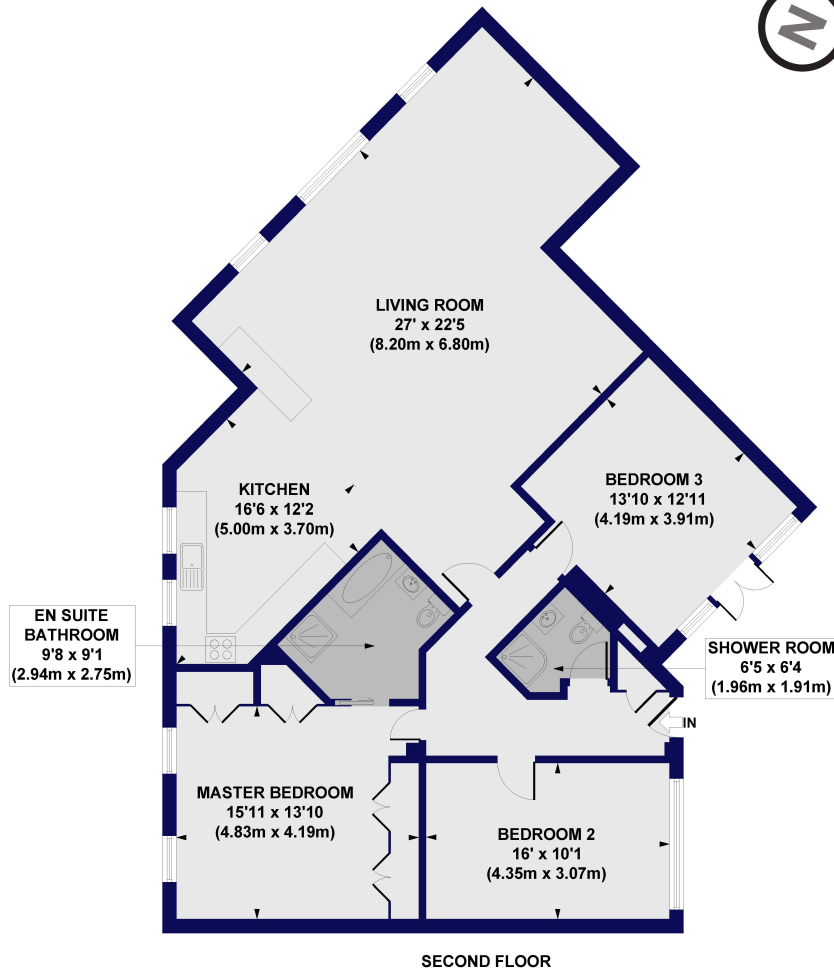 N
LIVING ROOM
27' x 22'5
(8.20m x 6.80m)
KITCHEN
16'6 x 12'2
(5.00m x 3.70m)
BEDROOM 3
13'10 x 12'11
(4.19m x 3.91m)
EN SUITE
BATHROOM
9'8 x 9'1
(2.94m x 2.75m)
SHOWER ROOM
6'5 x 6'4
(1.96m x 1.91m)
IN
MASTER BEDROOM
15'11 x 13'10
(4.83m x 4.19m)
BEDROOM 2
16' x 10'1
(4.35m x 3.07m)
SECOND FLOOR